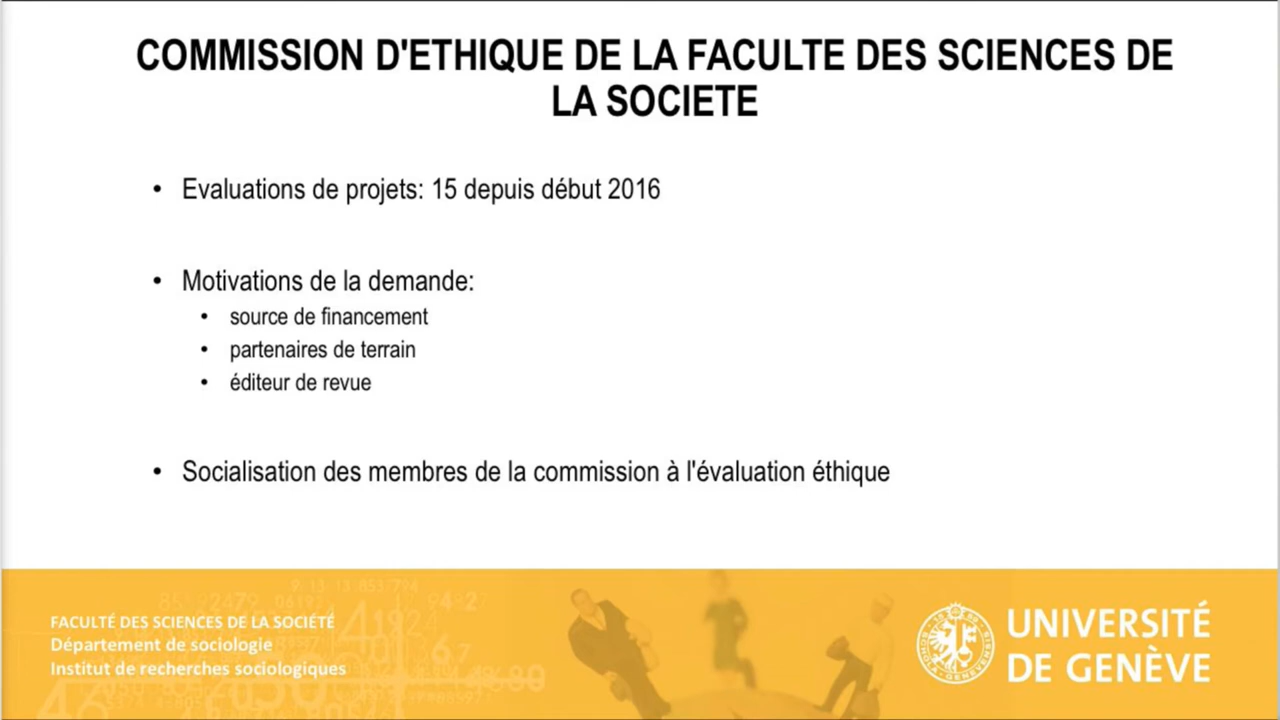 COMMISSION D'ETHIQUE DE LA FACULTE DES SCIENCES DE
LA SOCIETE
• Evaluations de projets: 15 depuis début 2016
• Motivations de la demande:
• source de financement
• partenaires de terrain
• éditeur de revue
• Socialisation des membres de la commission à l'évaluation éthique
FACULTÉ DES SCIENCES DE LA SOCIÉTÉ
Département de sociologie
Institut de recherches sociologiques
UNIVERSITÉ
DE GENÈVE